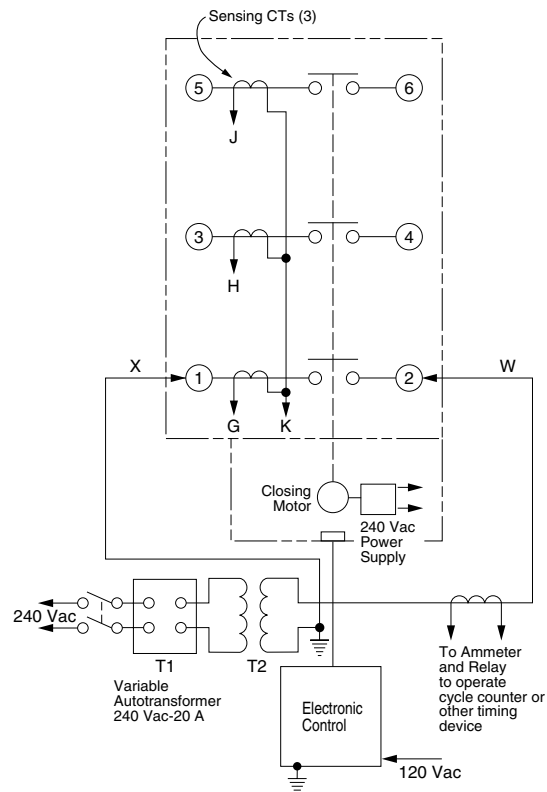 Sensing CTs (3)
5
6
J
3
4
H
X
1
2
W
G
K
Closing
Motor
240 Vac
Power
Supply
240 Vac
T1
T2
Variable
Autotransformer
240 Vac-20 A
Electronic
Control
To Ammeter
and Relay
to operate
cycle counter or
other timing
device
120 Vac